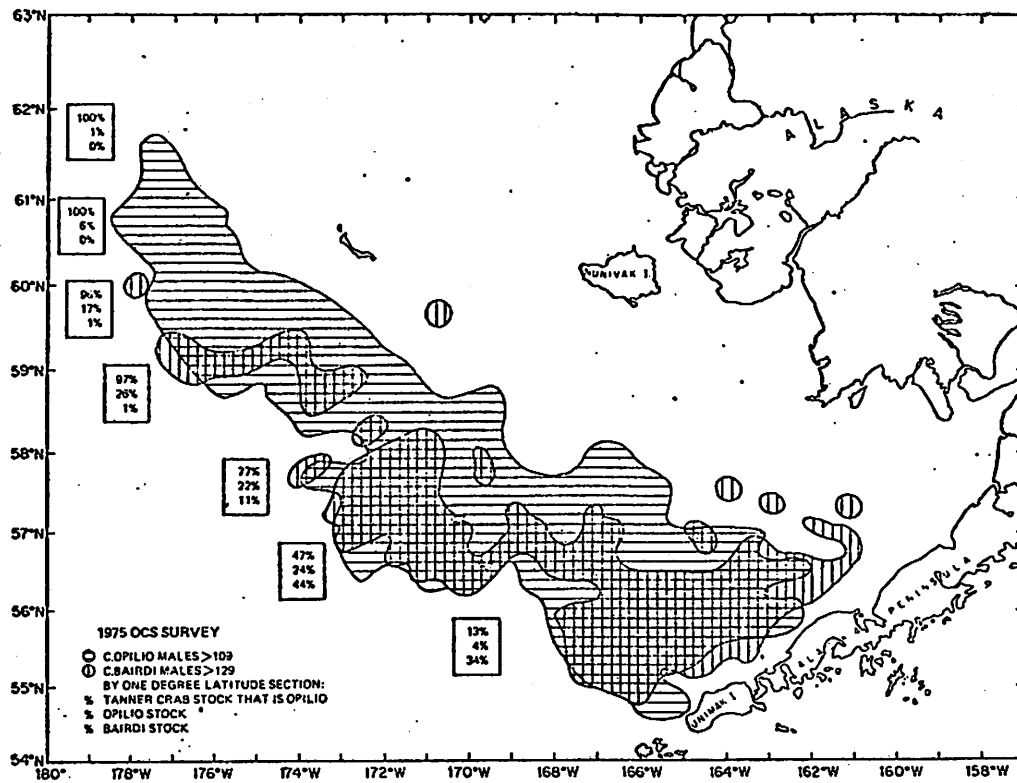 63°N
62°N
61°N
60°N
59°N
58°N
57°N
56°N
55°N
54°N
100%
1%
0%
100%
6%
0%
17%
1%
97%
26%
1%
22%
11%
47%
24%
44%
13%
4%
34%
ALASKA
NUNIVAK I.
PENINSULA
UNIMAK I.
1975 OCS SURVEY
C.OPILIO MALES>109
C.BAIRDI MALES>129
BY ONE DEGREE LATITUDE SECTION:
% TANNER CRAB STOCK THAT IS OPILIO
% OPILIO STOCK
% BAIRDI STOCK
180° 178°W 176°W 174°W 172°W 170°W 168°W 166°W 164°W 162°W 160°W 158°W